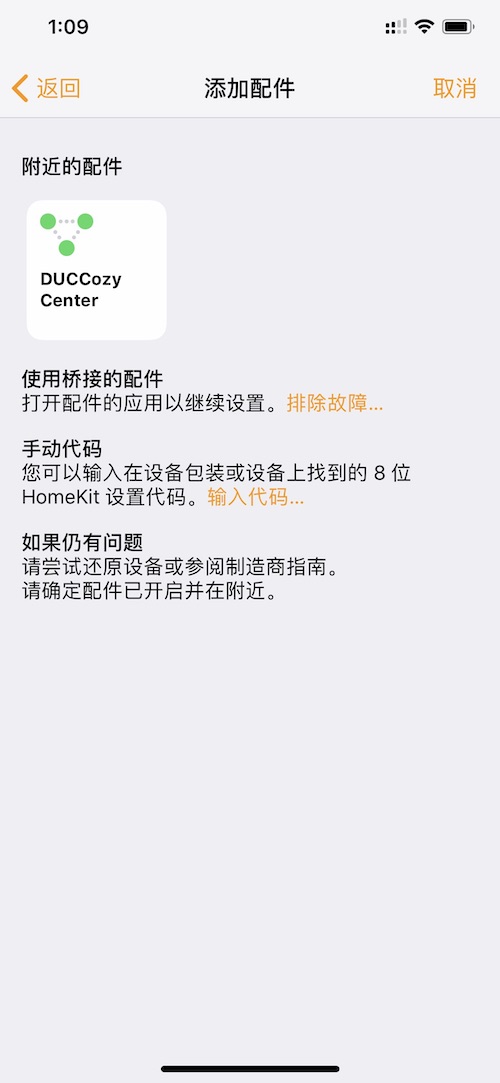 1:09
返回
添加配件
取消
附近的配件
DUCCozy
Center
使用桥接的配件
打开配件的应用以继续设置。排除故障...
手动代码
您可以输入在设备包装或设备上找到的 8 位
HomeKit 设置代码。输入代码...
如果仍有问题
请尝试还原设备或参阅制造商指南。
请确定配件已开启并在附近。